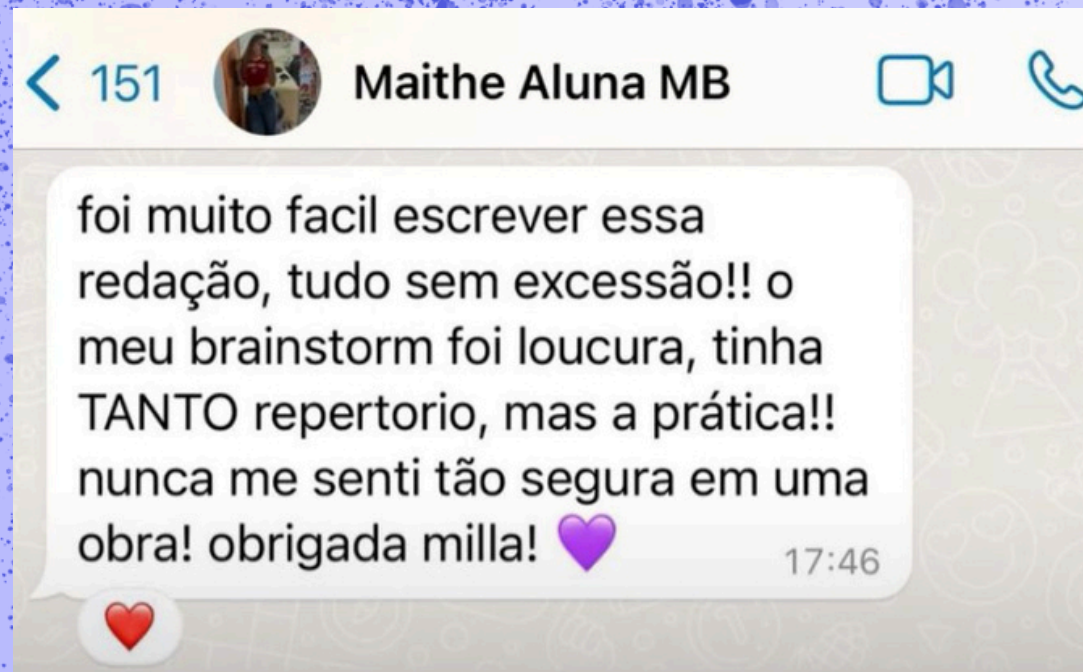 151
Maithe Aluna MB
foi muito facil escrever essa
redação, tudo sem excessão!! o
meu brainstorm foi loucura, tinha
TANTO repertorio, mas a prática!!
nunca me senti tão segura em uma
obra! obrigada milla! 💜
17:46
❤️